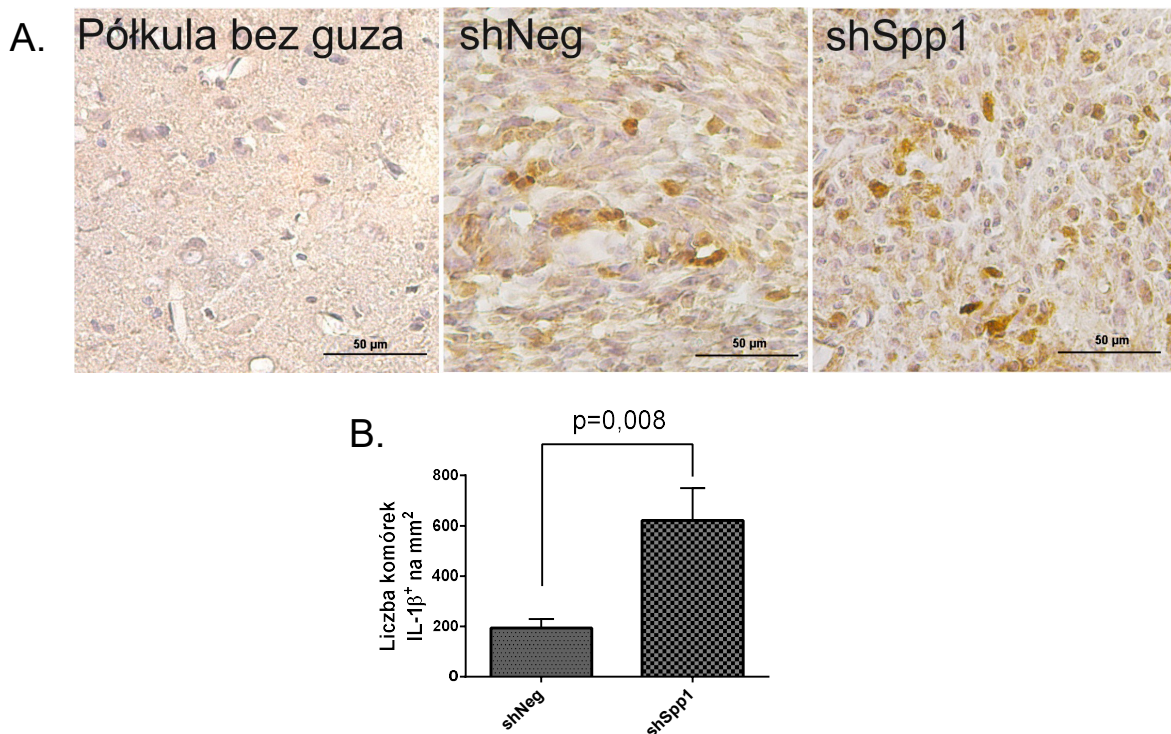 A.
Półkula bez guza
shNeg
shSpp1
50 µm
50 µm
50 µm
B.
p=0,008
Liczba komórek
IL-1β⁺ na mm²
800
600
400
200
0
shNeg
shSpp1